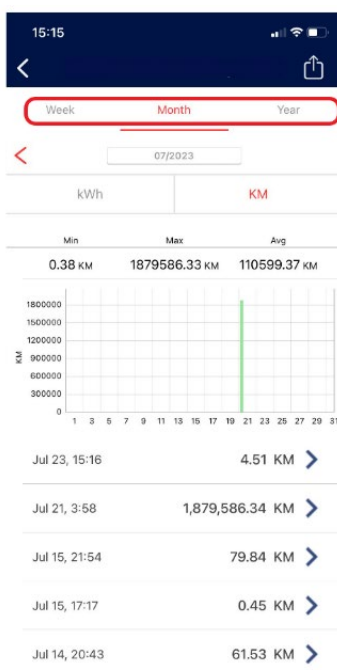 15:15
Week Month Year
07/2023
kWh KM
Min Max Avg
0.38 KM 1879586.33 KM 110599.37 KM
1800000
1500000
1200000
900000
600000
300000
0
KM
1 3 5 7 9 11 13 15 17 19 21 23 25 27 29 31
Jul 23, 15:16 4.51 KM
Jul 21, 3:58 1,879,586.34 KM
Jul 15, 21:54 79.84 KM
Jul 15, 17:17 0.45 KM
Jul 14, 20:43 61.53 KM